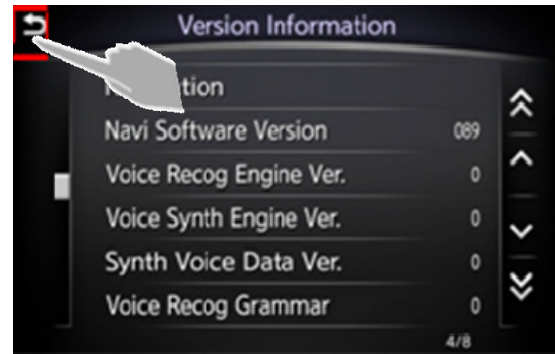 Version Information
tion
Navi Software Version 089
Voice Recog Engine Ver. 0
Voice Synth Engine Ver. 0
Synth Voice Data Ver. 0
Voice Recog Grammar 0
4/8